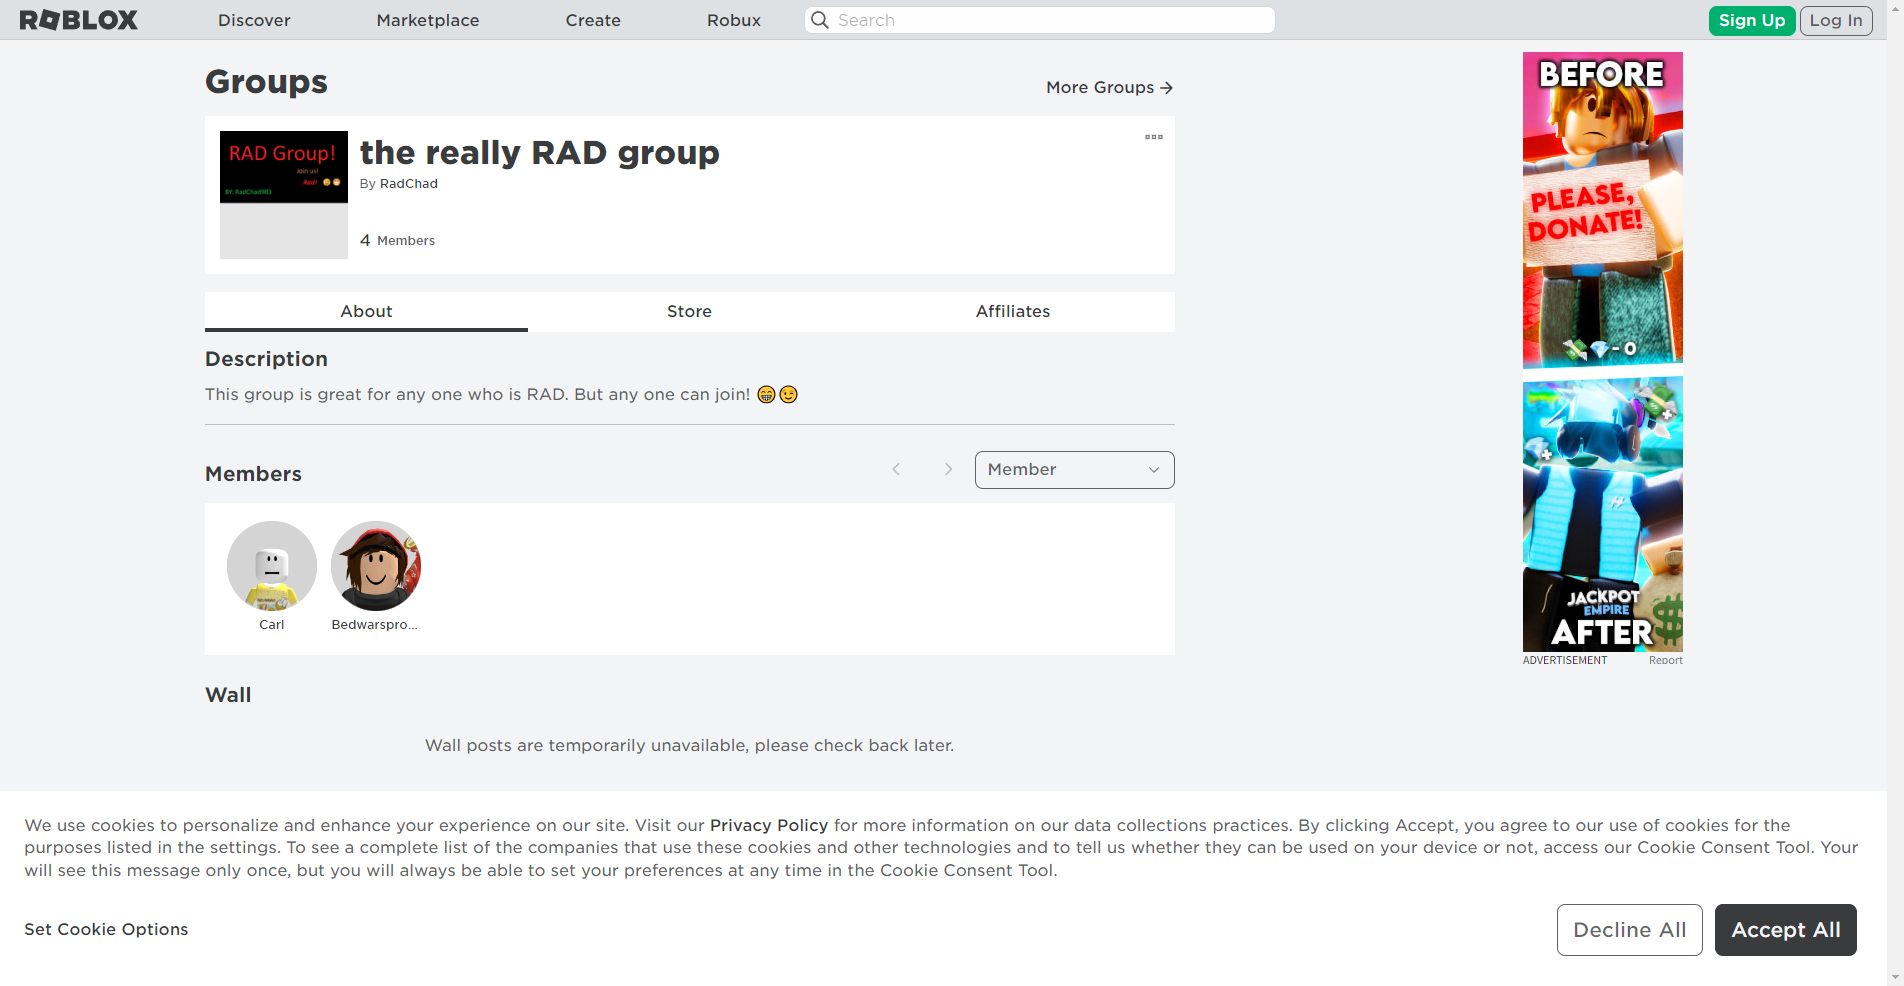 ROBLOX
Discover
Marketplace
Create
Robux
Search
Sign Up
Log In
Groups
More Groups
RAD Group!
Join us!
Rad!
BY: RadChad983
the really RAD group
By RadChad
4 Members
About
Store
Affiliates
Description
This group is great for any one who is RAD. But any one can join! 😁😉
Members
Member
Carl
Bedwarspro...
Wall
Wall posts are temporarily unavailable, please check back later.
BEFORE
PLEASE,
DONATE!
- 0
JACKPOT
EMPIRE
AFTER
ADVERTISEMENT
Report
We use cookies to personalize and enhance your experience on our site. Visit our Privacy Policy for more information on our data collections practices. By clicking Accept, you agree to our use of cookies for the
purposes listed in the settings. To see a complete list of the companies that use these cookies and other technologies and to tell us whether they can be used on your device or not, access our Cookie Consent Tool. Your
will see this message only once, but you will always be able to set your preferences at any time in the Cookie Consent Tool.
Set Cookie Options
Decline All
Accept All